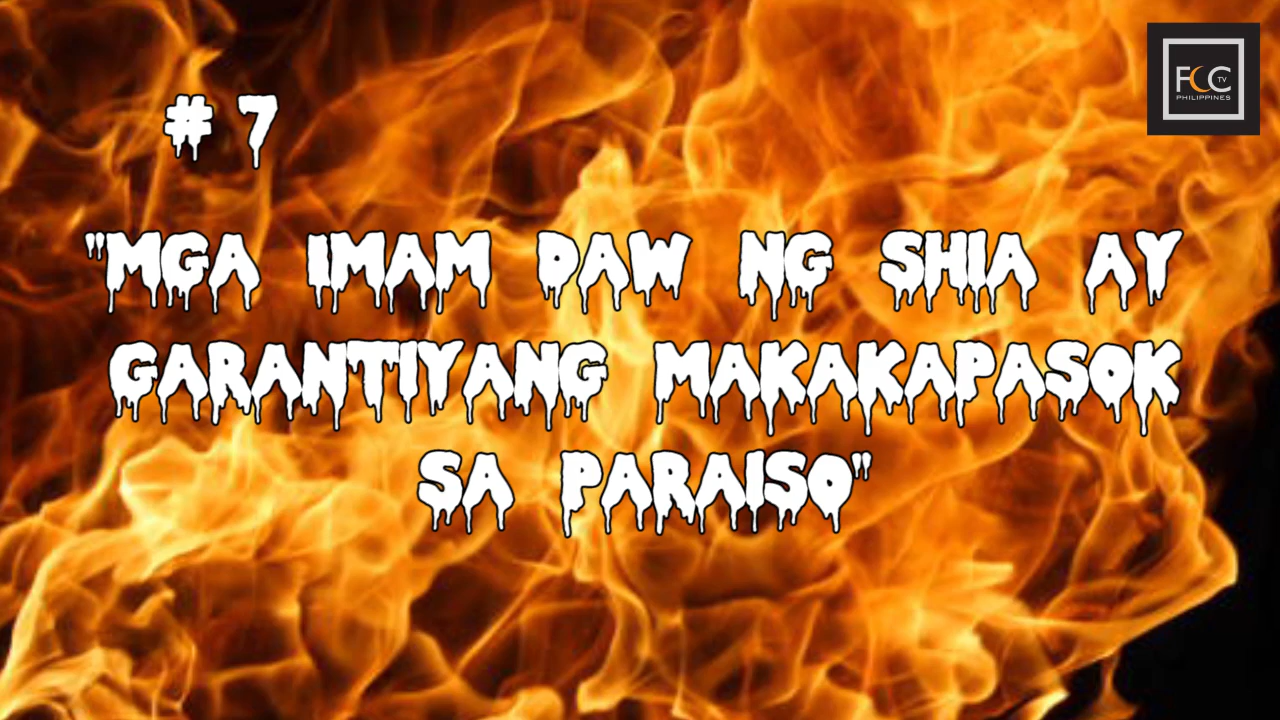 FCC TV
PHILIPPINES
# 7
"MGA IMAM DAW NG SHIA AY
GARANTIYANG MAKAKAPASOK
SA PARAISO"